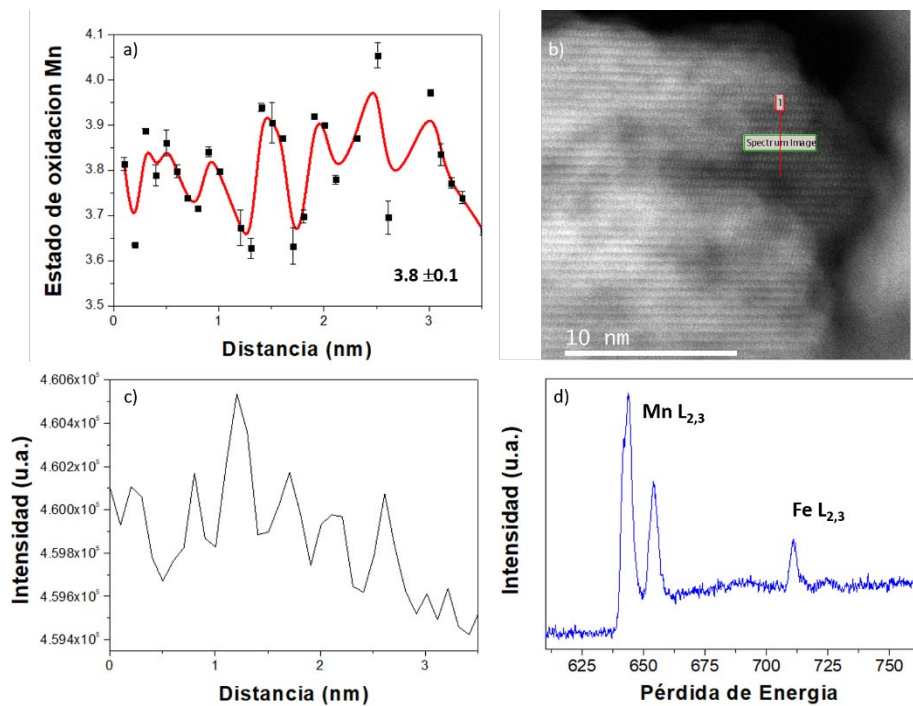 a)
Estado de oxidacion Mn
4.1
4.0
3.9
3.8
3.7
3.6
3.5
3.8 ±0.1
0
1
2
3
Distancia (nm)
b)
1
Spectrum Image
10 nm
c)
Intensidad (u.a.)
4.606x10⁵
4.604x10⁵
4.602x10⁵
4.600x10⁵
4.598x10⁵
4.596x10⁵
4.594x10⁵
0
1
2
3
Distancia (nm)
d)
Intensidad (u.a.)
Mn L₂,₃
Fe L₂,₃
625
650
675
700
725
750
Pérdida de Energia